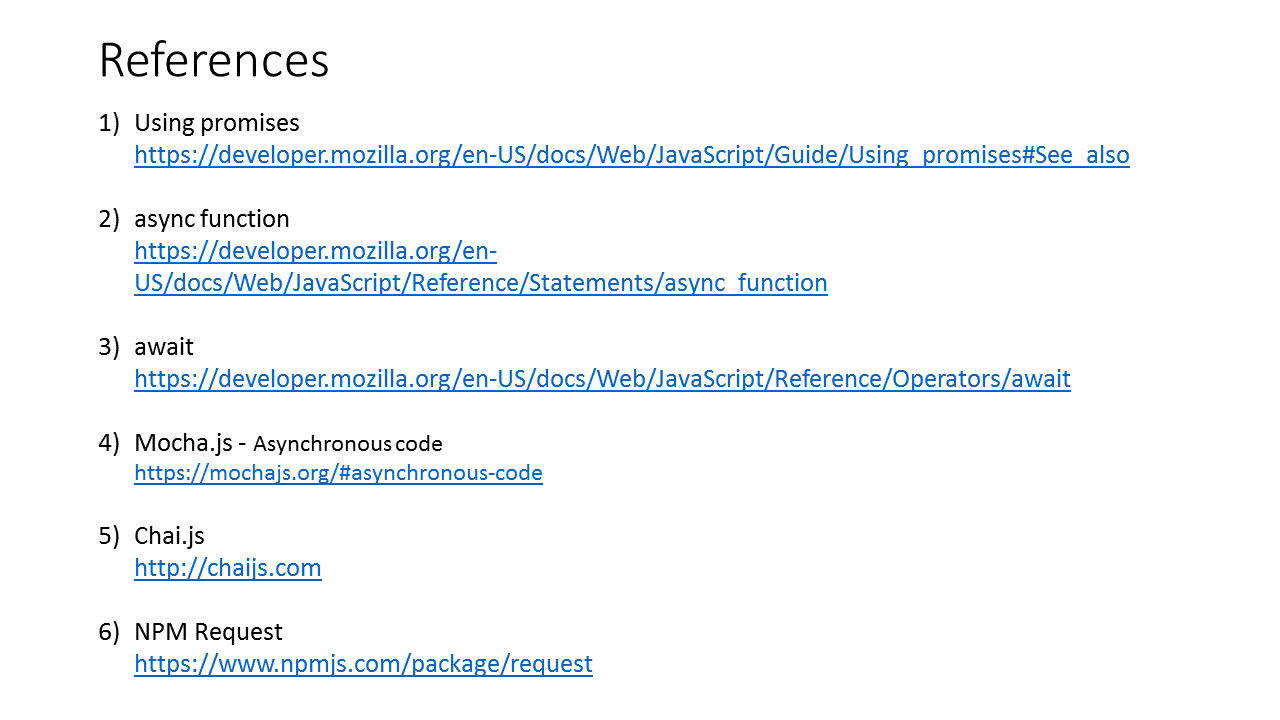 References
1) Using promises
https://developer.mozilla.org/en-US/docs/Web/JavaScript/Guide/Using_promises#See_also
2) async function
https://developer.mozilla.org/en-
US/docs/Web/JavaScript/Reference/Statements/async_function
3) await
https://developer.mozilla.org/en-US/docs/Web/JavaScript/Reference/Operators/await
4) Mocha.js - Asynchronous code
https://mochajs.org/#asynchronous-code
5) Chai.js
http://chaijs.com
6) NPM Request
https://www.npmjs.com/package/request